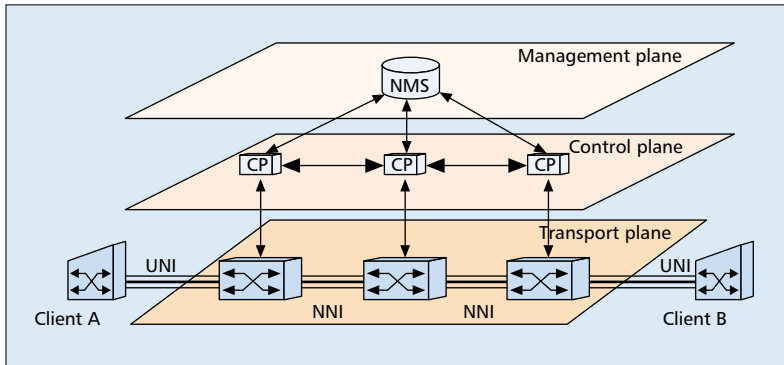 Management plane
NMS
Control plane
CP
CP
CP
Transport plane
UNI
UNI
Client A
NNI
NNI
Client B